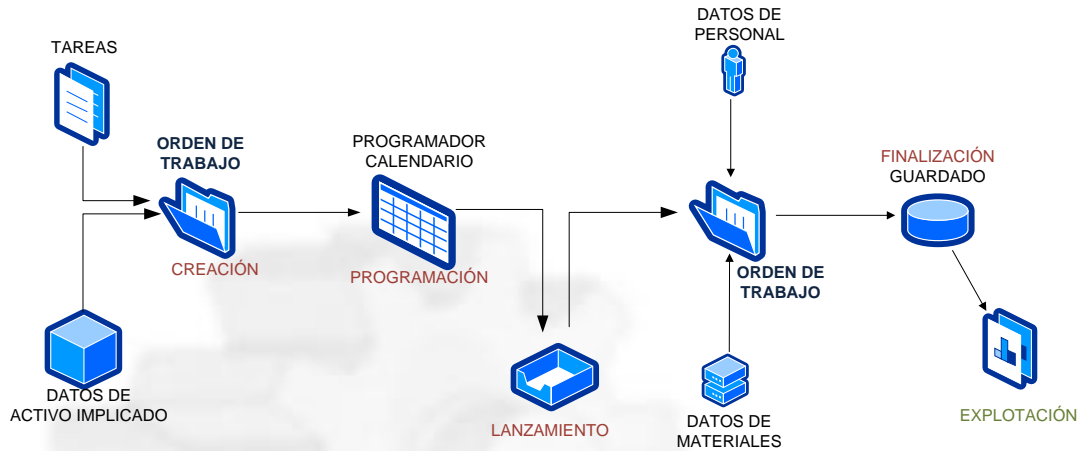 TAREAS
DATOS DE
PERSONAL
ORDEN DE
TRABAJO
PROGRAMADOR
CALENDARIO
FINALIZACIÓN
GUARDADO
CREACIÓN
PROGRAMACIÓN
ORDEN DE
TRABAJO
DATOS DE
ACTIVO IMPLICADO
LANZAMIENTO
DATOS DE
MATERIALES
EXPLOTACIÓN